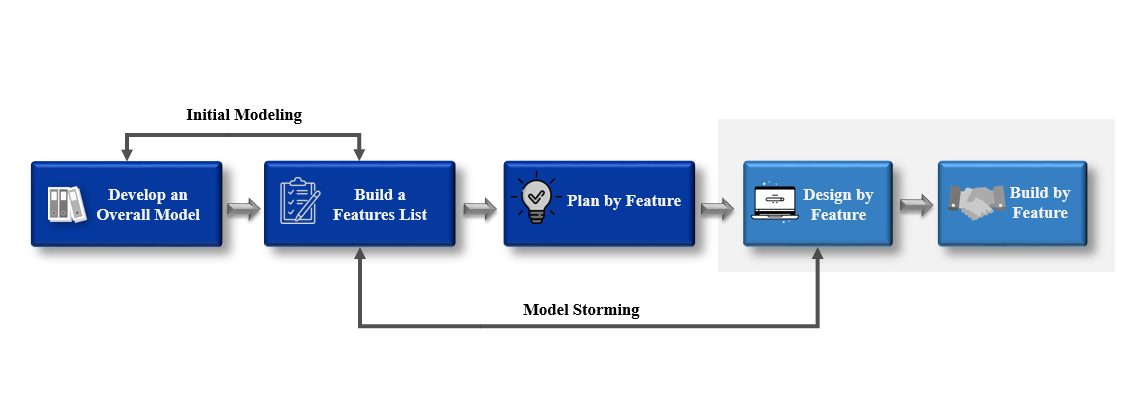 Initial Modeling
Develop an
Overall Model
Build a
Features List
Plan by Feature
Design by
Feature
Build by
Feature
Model Storming